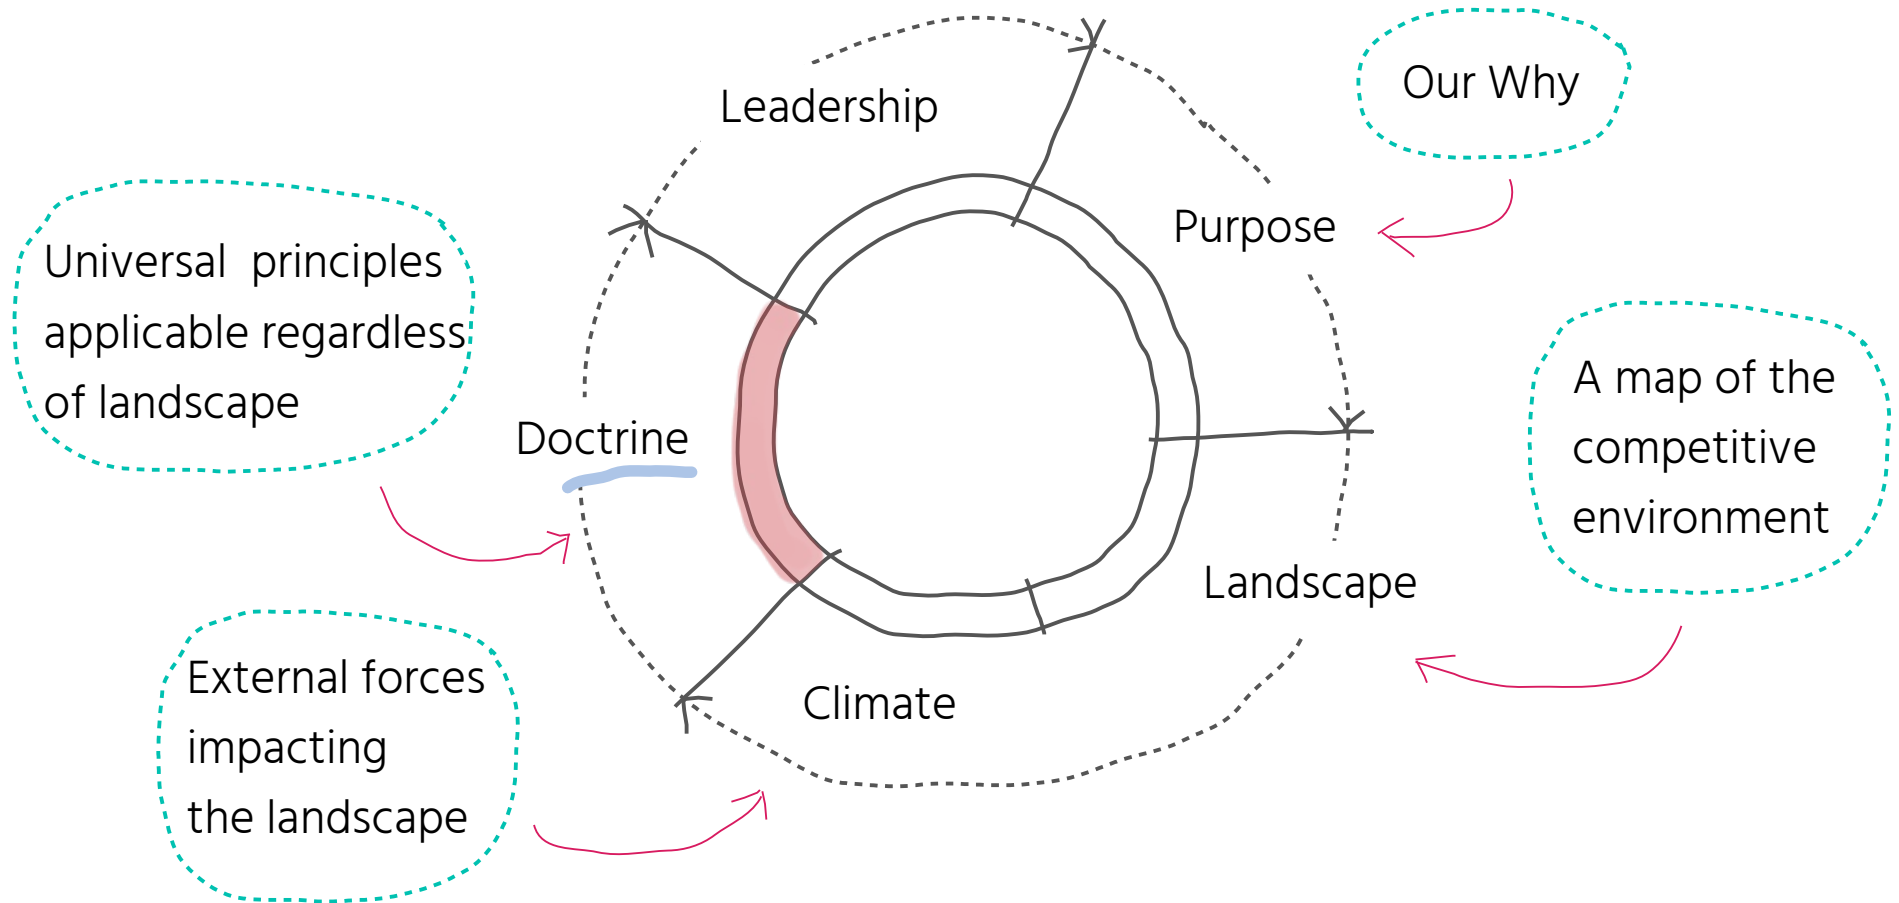 Leadership
Our Why
Purpose
Universal principles
applicable regardless
of landscape
Doctrine
A map of the
competitive
environment
Landscape
External forces
impacting
the landscape
Climate